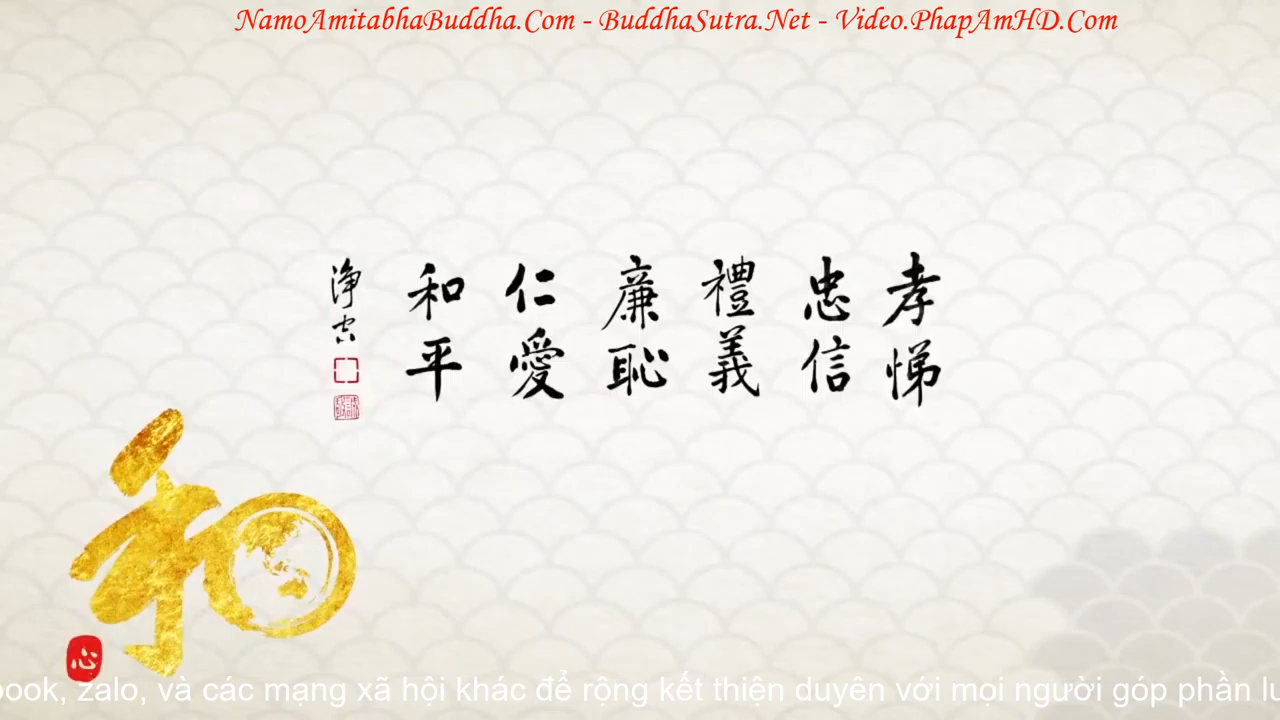 NamoAmitabhaBuddha.Com - BuddhaSutra.Net - Video.PhapAmHD.Com
孝悌
忠信
禮義
廉恥
仁愛
和平
淨空
和
心
book, zalo, và các mạng xã hội khác để rộng kết thiện duyên với mọi người góp phần lu